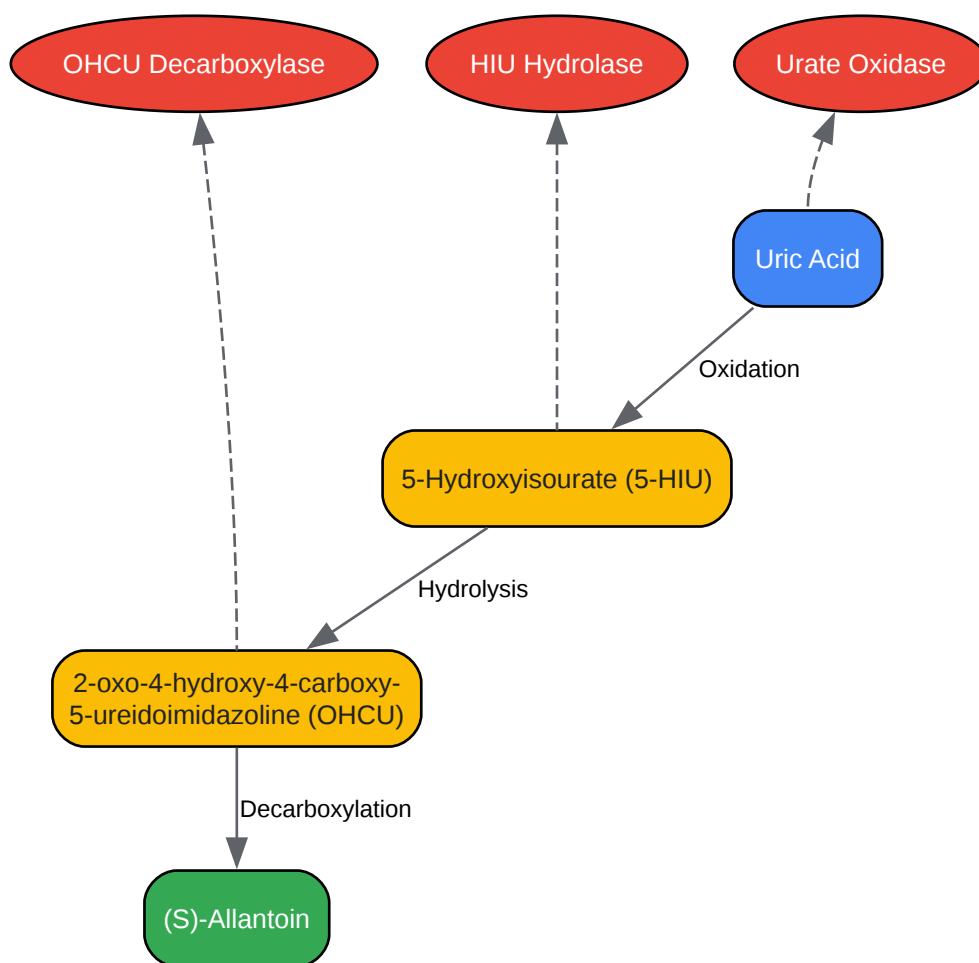 OHCU Decarboxylase
HIU Hydrolase
Urate Oxidase
Uric Acid
Oxidation
5-Hydroxyisourate (5-HIU)
Hydrolysis
2-oxo-4-hydroxy-4-carboxy-
5-ureidoimidazoline (OHCU)
Decarboxylation
(S)-Allantoin